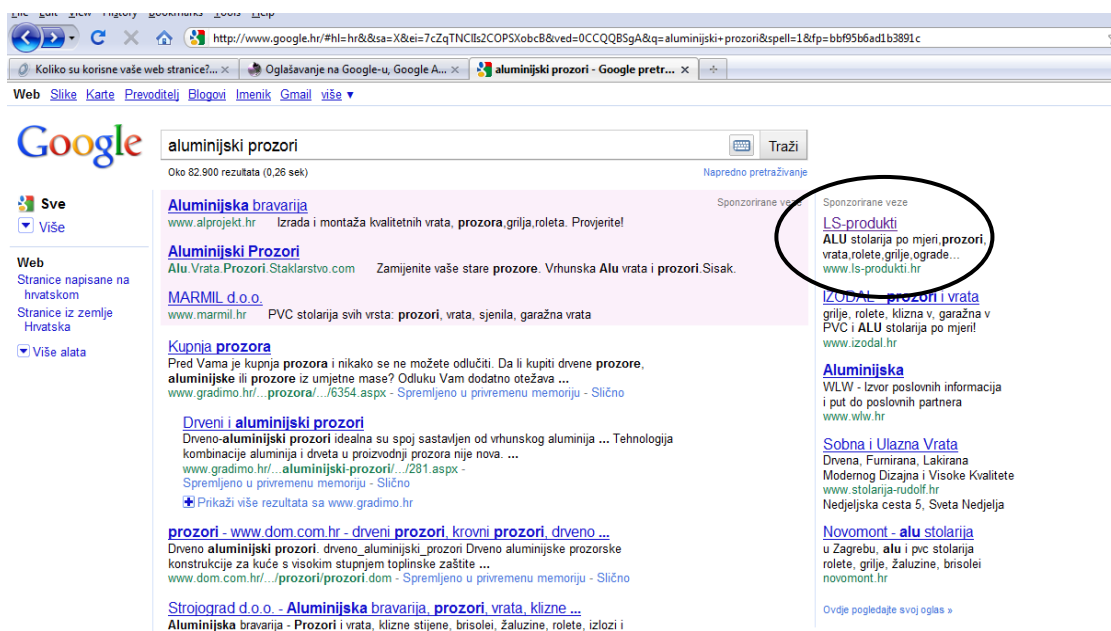 File Edit View History Bookmarks Tools Help
http://www.google.hr/#hl=hr&&sa=X&ei=7cZqTNCIIs2COPSXobcB&ved=0CCQQBSgA&q=aluminijski+prozori&spell=1&fp=bbf95b6ad1b3891c
Koliko su korisne vaše web stranice?...
Oglašavanje na Google-u, Google A...
aluminijski prozori - Google pretr...
Web Slike Karte Prevoditelj Blogovi Imenik Gmail više ▼
Google
aluminijski prozori
Traži
Oko 82.900 rezultata (0,26 sek)
Napredno pretraživanje
Sve
Više
Web
Stranice napisane na
hrvatskom
Stranice iz zemlje
Hrvatska
Više alata
Sponzorirane veze
Aluminijska bravarija
www.alprojekt.hr Izrada i montaža kvalitetnih vrata, prozora,grilja,roleta. Provjerite!
Aluminijski Prozori
Alu.Vrata.Prozori.Staklarstvo.com Zamijenite vaše stare prozore. Vrhunska Alu vrata i prozori.Sisak.
MARMIL d.o.o.
www.marmil.hr PVC stolarija svih vrsta: prozori, vrata, sjenila, garažna vrata
Kupnja prozora
Pred Vama je kupnja prozora i nikako se ne možete odlučiti. Da li kupiti drvene prozore,
aluminijske ili prozore iz umjetne mase? Odluku Vam dodatno otežava ...
www.gradimo.hr/...prozora/.../6354.aspx - Spremljeno u privremenu memoriju - Slično
Drveni i aluminijski prozori
Drveno-aluminijski prozori idealna su spoj sastavljen od vrhunskog aluminija ... Tehnologija
kombinacije aluminija i drveta u proizvodnji prozora nije nova. ...
www.gradimo.hr/...aluminijski-prozori/.../281.aspx -
Spremljeno u privremenu memoriju - Slično
Prikaži više rezultata sa www.gradimo.hr
prozori - www.dom.com.hr - drveni prozori, krovni prozori, drveno ...
Drveno aluminijski prozori. drveno_aluminijski_prozori Drveno aluminijske prozorske
konstrukcije za kuće s visokim stupnjem toplinske zaštite ...
www.dom.com.hr/.../prozori/prozori.dom - Spremljeno u privremenu memoriju - Slično
Strojograd d.o.o. - Aluminijska bravarija, prozori, vrata, klizne ...
Aluminijska bravarija - Prozori i vrata, klizne stijene, brisolei, žaluzine, rolete, izlozi i
Sponzorirane veze
LS-produkti
ALU stolarija po mjeri,prozori,
vrata,rolete,grilje,ograde...
www.ls-produkti.hr
IZODAL - prozori i vrata
grilje, rolete, klizna v, garažna v
PVC i ALU stolarija po mjeri!
www.izodal.hr
Aluminijska
WLW - Izvor poslovnih informacija
i put do poslovnih partnera
www.wlw.hr
Sobna i Ulazna Vrata
Drvena, Furnirana, Lakirana
Modernog Dizajna i Visoke Kvalitete
www.stolarija-rudolf.hr
Nedjeljska cesta 5, Sveta Nedjelja
Novomont - alu stolarija
u Zagrebu, alu i pvc stolarija
rolete, grilje, žaluzine, brisolei
novomont.hr
Ovdje pogledajte svoj oglas »